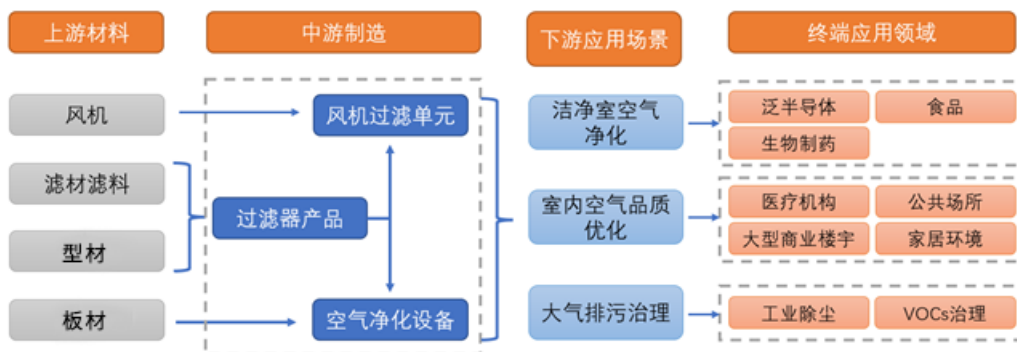 上游材料
中游制造
下游应用场景
终端应用领域
风机
滤材滤料
型材
板材
风机过滤单元
过滤器产品
空气净化设备
洁净室空气
净化
室内空气品质
优化
大气排污治理
泛半导体
食品
生物制药
医疗机构
公共场所
大型商业楼宇
家居环境
工业除尘
VOCs治理